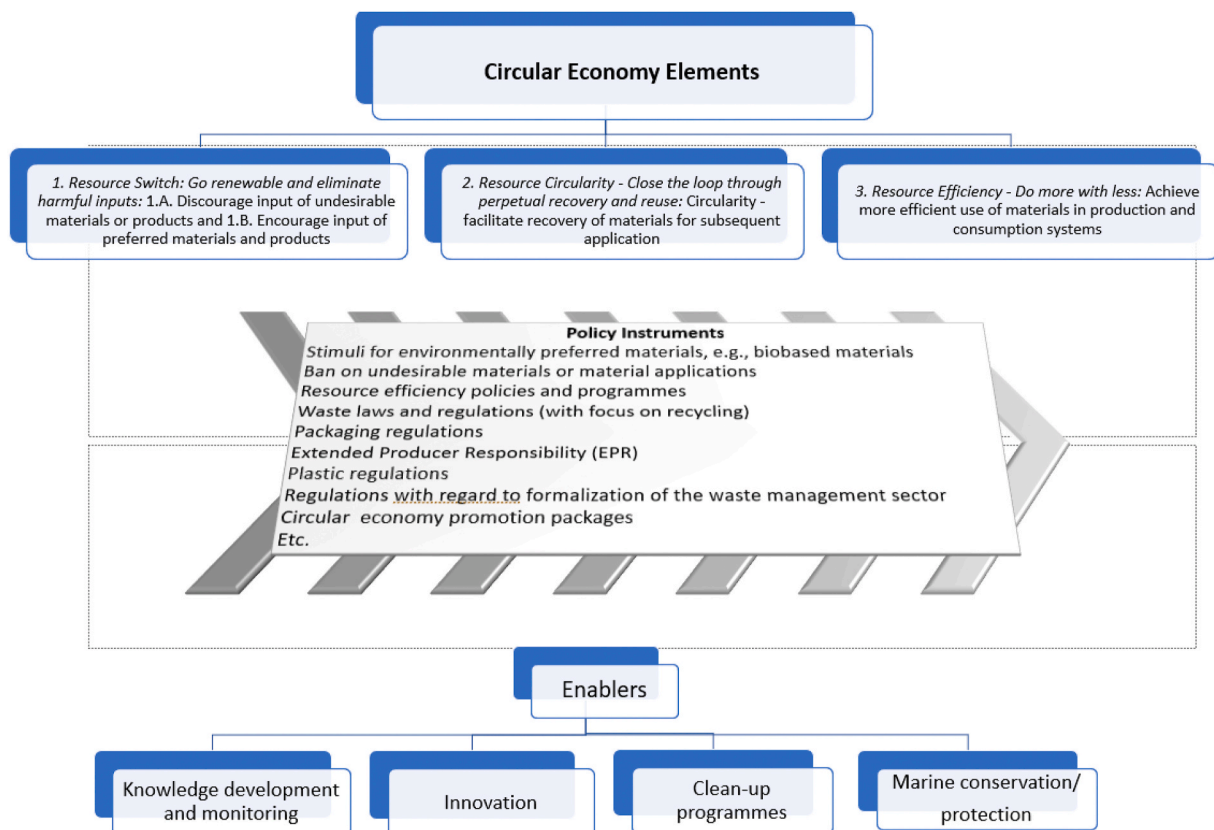 Circular Economy Elements
1. Resource Switch: Go renewable and eliminate
harmful inputs: 1.A. Discourage input of undesirable
materials or products and 1.B. Encourage input of
preferred materials and products
2. Resource Circularity - Close the loop through
perpetual recovery and reuse: Circularity -
facilitate recovery of materials for subsequent
application
3. Resource Efficiency - Do more with less: Achieve
more efficient use of materials in production and
consumption systems
Policy Instruments
Stimuli for environmentally preferred materials, e.g., biobased materials
Ban on undesirable materials or material applications
Resource efficiency policies and programmes
Waste laws and regulations (with focus on recycling)
Packaging regulations
Extended Producer Responsibility (EPR)
Plastic regulations
Regulations with regard to formalization of the waste management sector
Circular economy promotion packages
Etc.
Enablers
Knowledge development
and monitoring
Innovation
Clean-up
programmes
Marine conservation/
protection